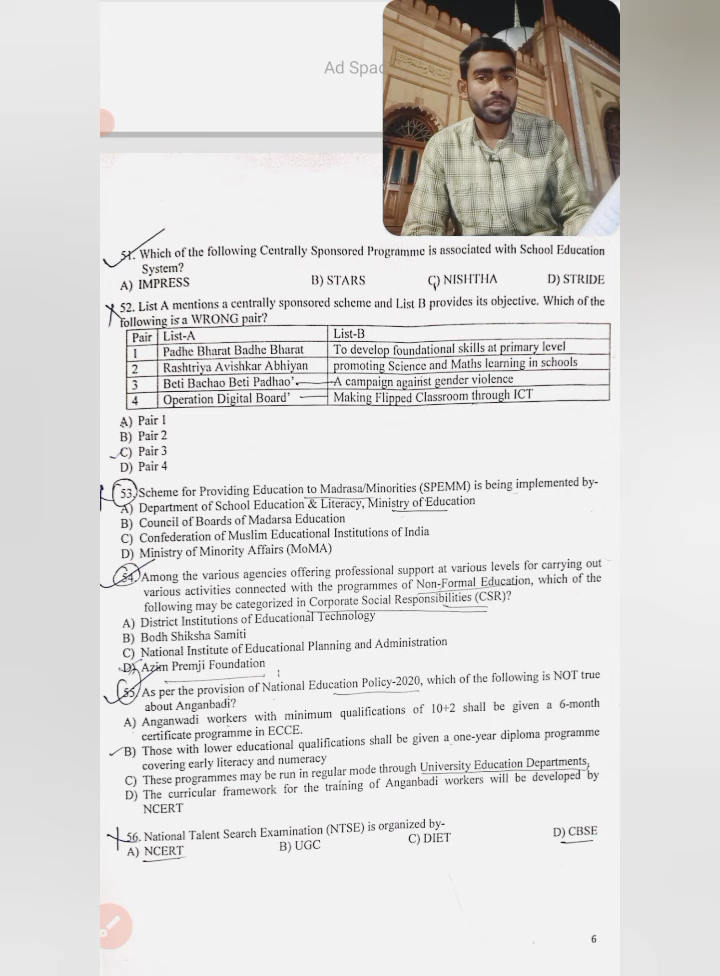 Ad Spac
51. Which of the following Centrally Sponsored Programme is associated with School Education
System?
A) IMPRESS B) STARS C) NISHTHA D) STRIDE
52. List A mentions a centrally sponsored scheme and List B provides its objective. Which of the
following is a WRONG pair?
Pair List-A List-B
1 Padhe Bharat Badhe Bharat To develop foundational skills at primary level
2 Rashtriya Avishkar Abhiyan promoting Science and Maths learning in schools
3 Beti Bachao Beti Padhao' A campaign against gender violence
4 Operation Digital Board' Making Flipped Classroom through ICT
A) Pair 1
B) Pair 2
C) Pair 3
D) Pair 4
53. Scheme for Providing Education to Madrasa/Minorities (SPEMM) is being implemented by-
A) Department of School Education & Literacy, Ministry of Education
B) Council of Boards of Madarsa Education
C) Confederation of Muslim Educational Institutions of India
D) Ministry of Minority Affairs (MoMA)
54. Among the various agencies offering professional support at various levels for carrying out
various activities connected with the programmes of Non-Formal Education, which of the
following may be categorized in Corporate Social Responsibilities (CSR)?
A) District Institutions of Educational Technology
B) Bodh Shiksha Samiti
C) National Institute of Educational Planning and Administration
D) Azim Premji Foundation
55. As per the provision of National Education Policy-2020, which of the following is NOT true
about Anganbadi?
A) Anganwadi workers with minimum qualifications of 10+2 shall be given a 6-month
certificate programme in ECCE.
B) Those with lower educational qualifications shall be given a one-year diploma programme
covering early literacy and numeracy
C) These programmes may be run in regular mode through University Education Departments,
D) The curricular framework for the training of Anganbadi workers will be developed by
NCERT
56. National Talent Search Examination (NTSE) is organized by-
A) NCERT B) UGC C) DIET D) CBSE
6